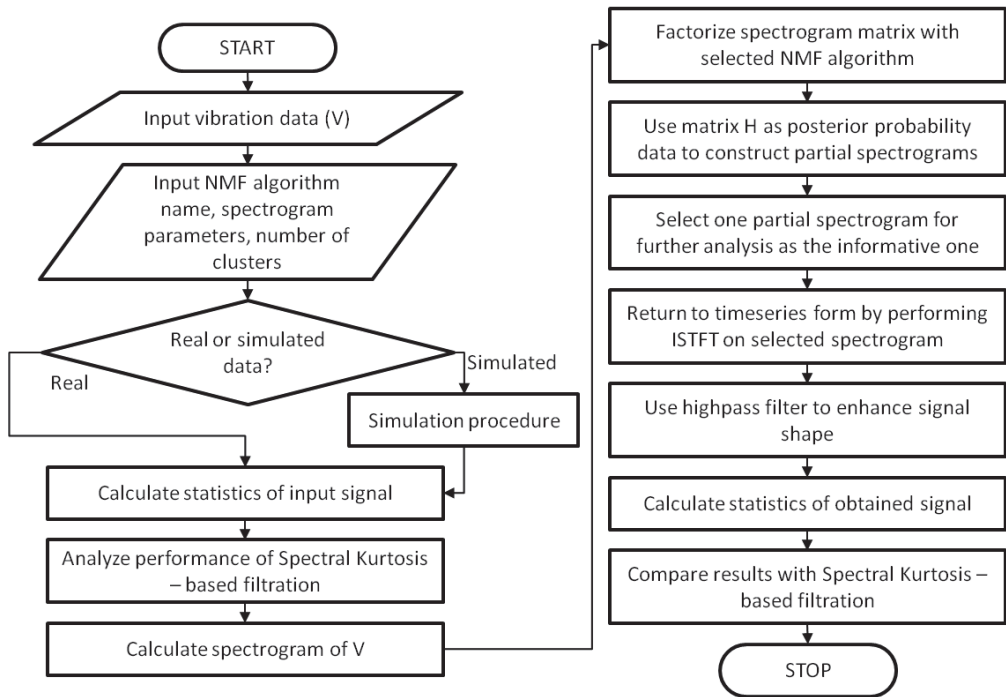 START
Input vibration data (V)
Input NMF algorithm
name, spectrogram
parameters, number of
clusters
Real or simulated
data?
Real
Simulated
Simulation procedure
Calculate statistics of input signal
Analyze performance of Spectral Kurtosis
– based filtration
Calculate spectrogram of V
Factorize spectrogram matrix with
selected NMF algorithm
Use matrix H as posterior probability
data to construct partial spectrograms
Select one partial spectrogram for
further analysis as the informative one
Return to timeseries form by performing
ISTFT on selected spectrogram
Use highpass filter to enhance signal
shape
Calculate statistics of obtained signal
Compare results with Spectral Kurtosis –
based filtration
STOP